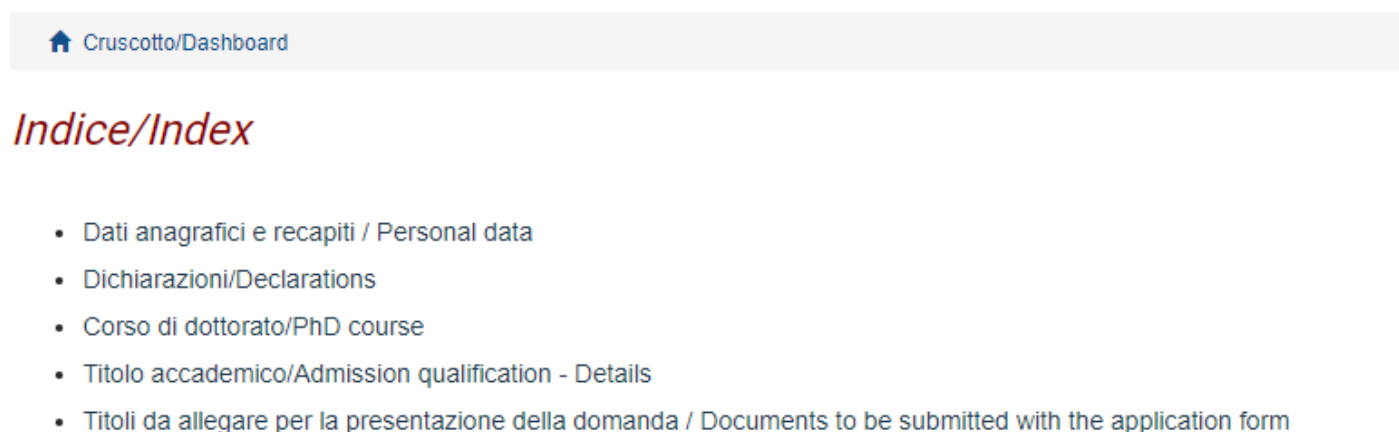 Cruscotto/Dashboard
Indice/Index
• Dati anagrafici e recapiti / Personal data
• Dichiarazioni/Declarations
• Corso di dottorato/PhD course
• Titolo accademico/Admission qualification - Details
• Titoli da allegare per la presentazione della domanda / Documents to be submitted with the application form